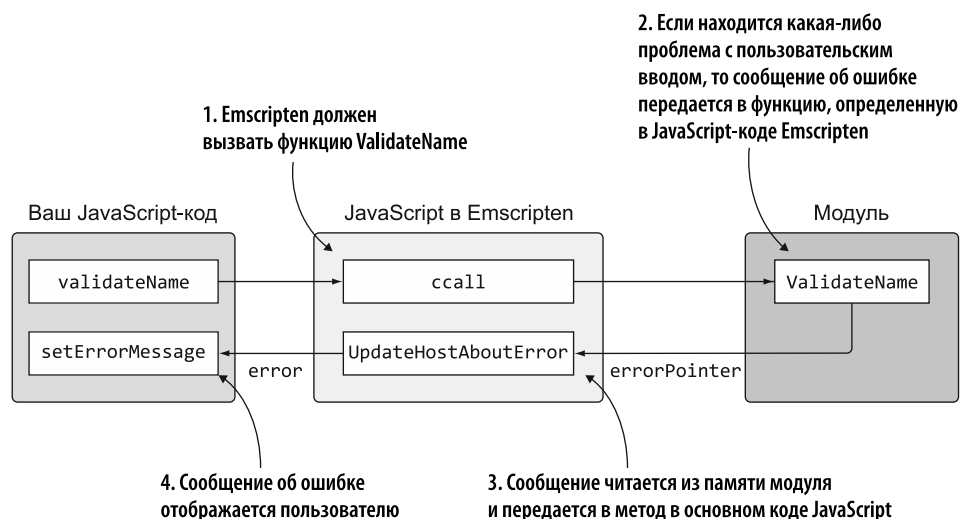 2. Если находится какая-либо
проблема с пользовательским
вводом, то сообщение об ошибке
передается в функцию, определенную
в JavaScript-коде Emscripten
1. Emscripten должен
вызвать функцию ValidateName
Ваш JavaScript-код
JavaScript в Emscripten
Модуль
validateName
ccall
ValidateName
setErrorMessage
error
UpdateHostAboutError
errorPointer
4. Сообщение об ошибке
отображается пользователю
3. Сообщение читается из памяти модуля
и передается в метод в основном коде JavaScript